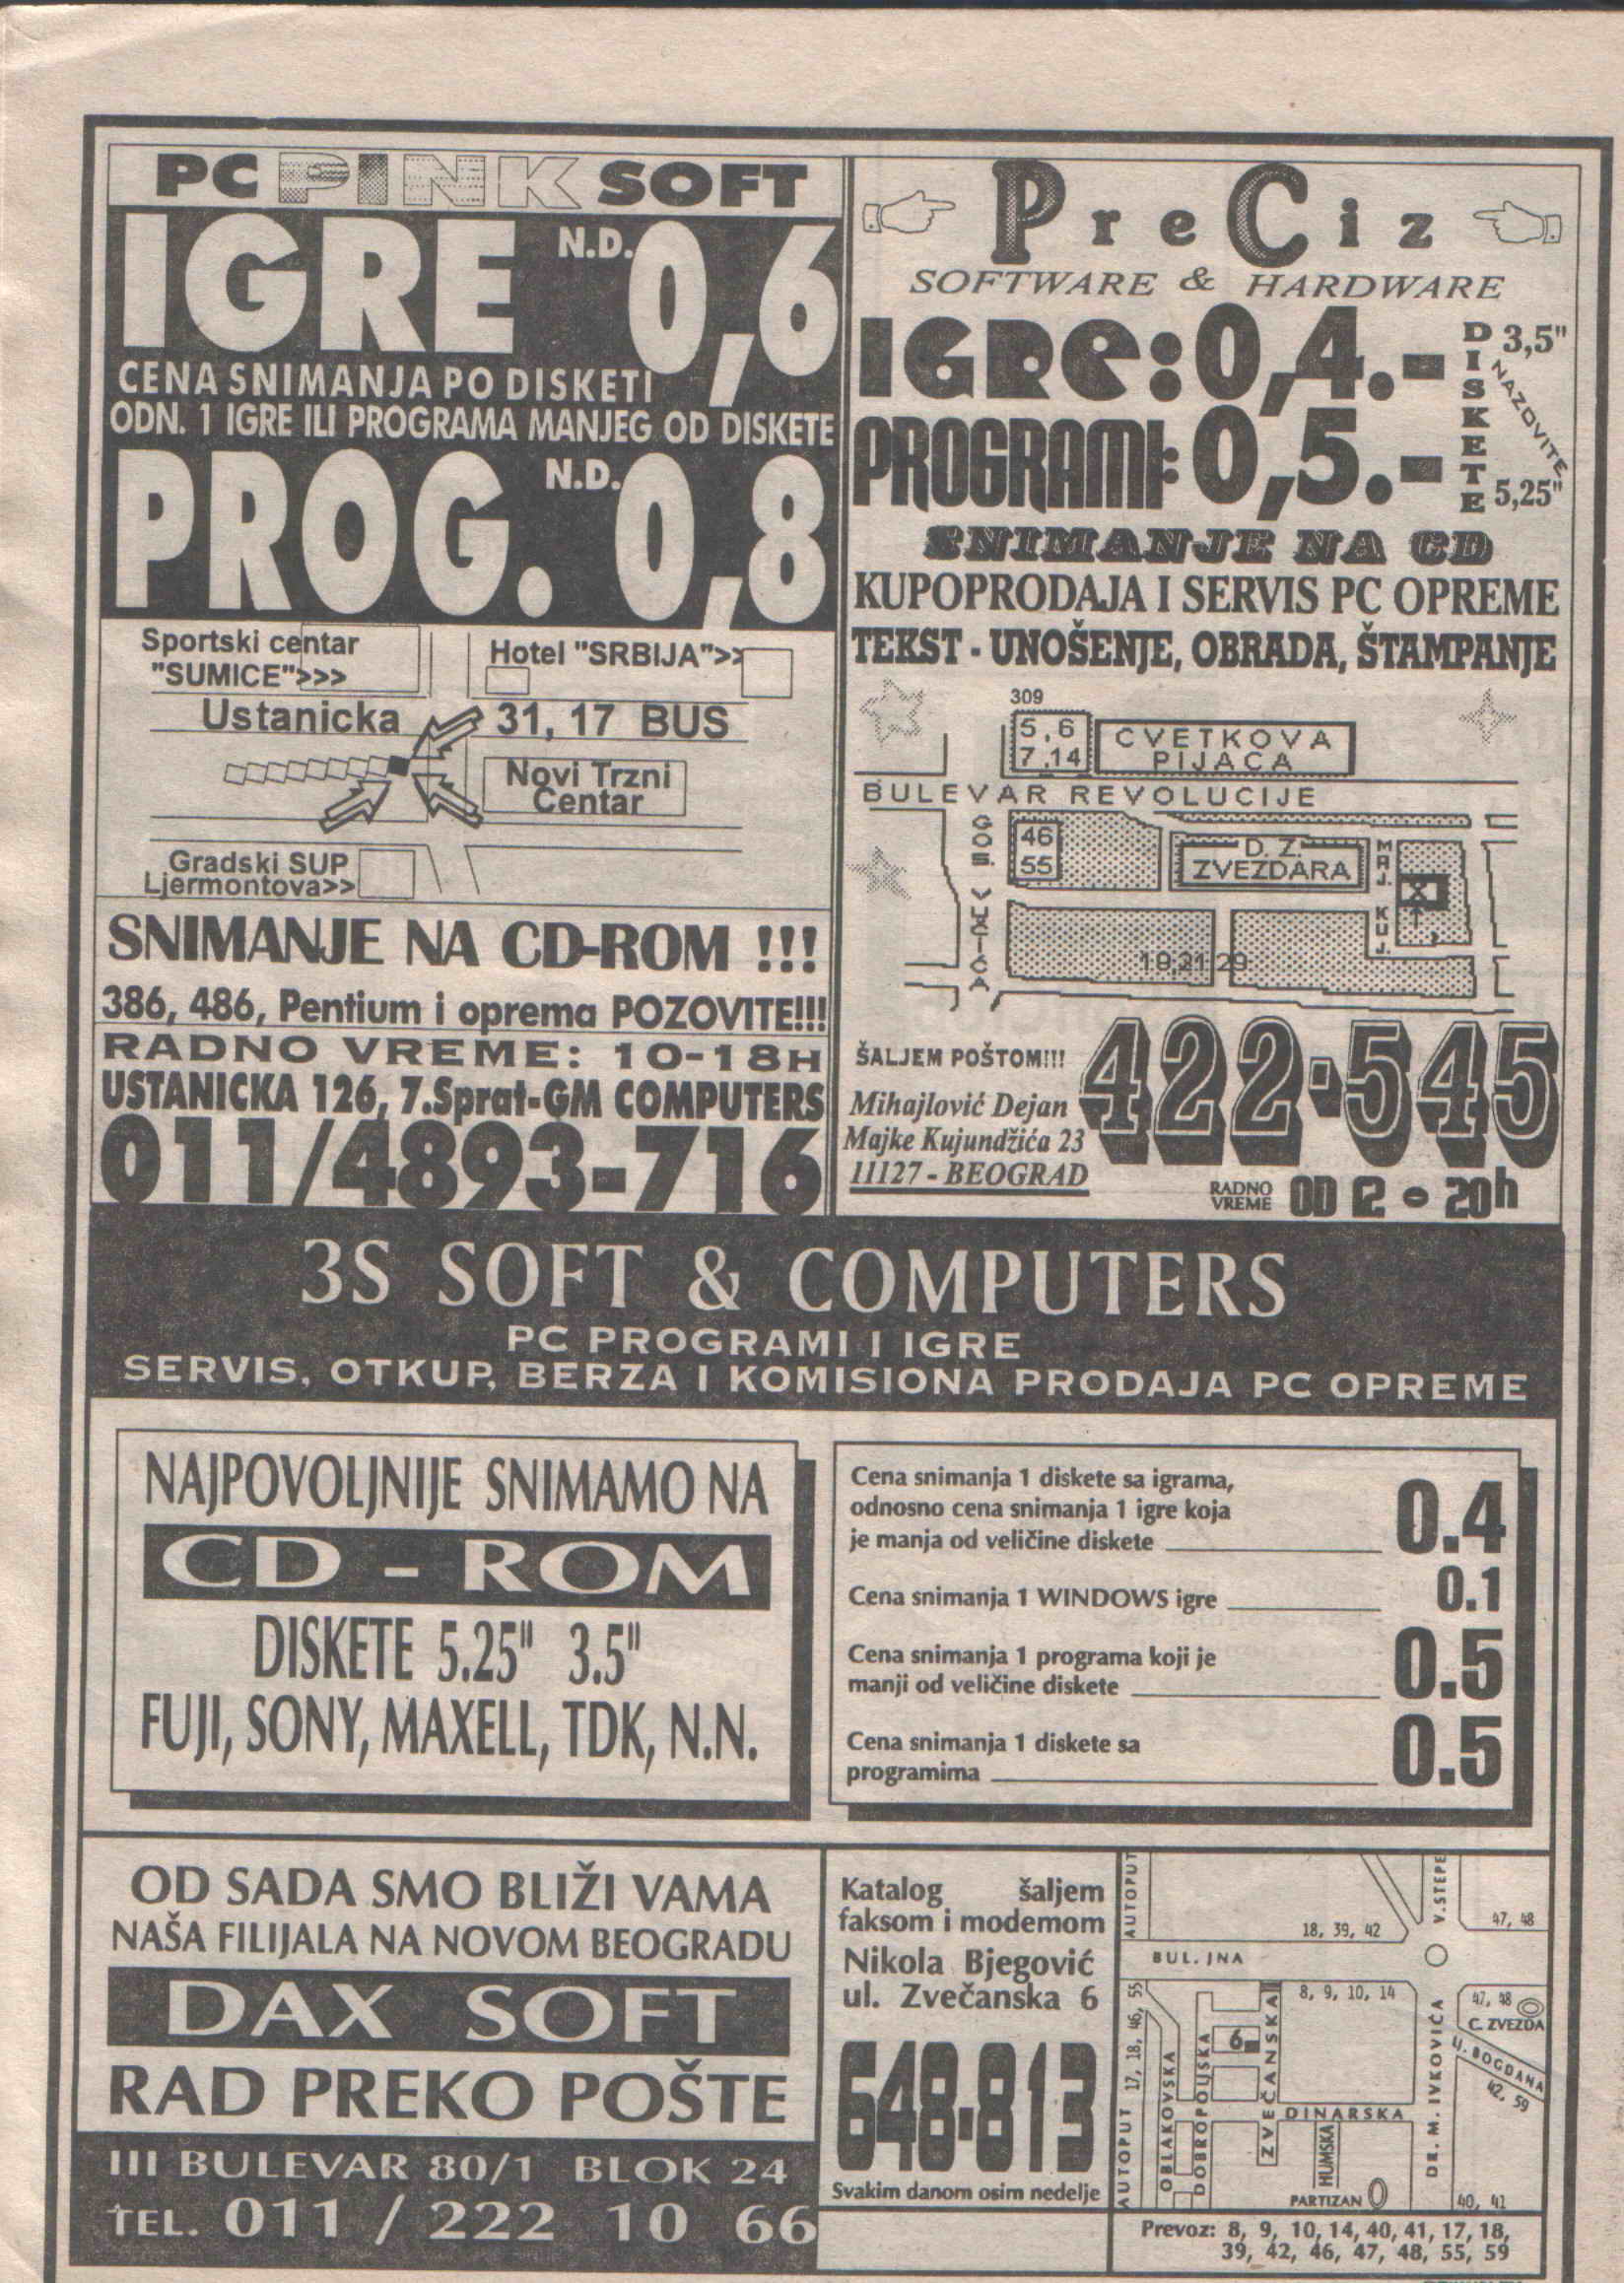 PC PINK SOFT
IGRE N.D. 0,6
CENA SNIMANJA PO DISKETI
ODN. 1 IGRE ILI PROGRAMA MANJEG OD DISKETE
PROG. N.D. 0,8
Sportski centar
"SUMICE">>>
Hotel "SRBIJA">>
Ustanicka
31, 17 BUS
Novi Trzni
Centar
Gradski SUP
Ljermontova>>
SNIMANJE NA CD-ROM !!!
386, 486, Pentium i oprema POZOVITE!!!
RADNO VREME: 10-18H
USTANICKA 126, 7.Sprat-GM COMPUTERS
011/4893-716
PreCiz
SOFTWARE & HARDWARE
IGRE: 0,4.-
PROGRAMI: 0,5.-
DISKETE
3,5"
NAZOVITE
5,25"
SNIMANJE NA CD
KUPOPRODAJA I SERVIS PC OPREME
TEKST - UNOŠENJE, OBRADA, ŠTAMPANJE
309
5,6
7,14
CVETKOVA
PIJACA
BULEVAR REVOLUCIJE
GOS. VUČIĆA
46
55
D. Z.
ZVEZDARA
MAJ. KUJ.
X
19,21,29
ŠALJEM POŠTOM!!!
422-545
Mihajlović Dejan
Majke Kujundžića 23
11127 - BEOGRAD
RADNO
VREME
OD 12 - 20h
3S SOFT & COMPUTERS
PC PROGRAMI I IGRE
SERVIS, OTKUP, BERZA I KOMISIONA PRODAJA PC OPREME
NAJPOVOLJNIJE SNIMAMO NA
CD - ROM
DISKETE 5.25" 3.5"
FUJI, SONY, MAXELL, TDK, N.N.
Cena snimanja 1 diskete sa igrama,
odnosno cena snimanja 1 igre koja
je manja od veličine diskete 0.4
Cena snimanja 1 WINDOWS igre 0.1
Cena snimanja 1 programa koji je
manji od veličine diskete 0.5
Cena snimanja 1 diskete sa
programima 0.5
OD SADA SMO BLIŽI VAMA
NAŠA FILIJALA NA NOVOM BEOGRADU
DAX SOFT
RAD PREKO POŠTE
III BULEVAR 80/1 BLOK 24
TEL. 011 / 222 10 66
Katalog šaljem
faksom i modemom
Nikola Bjegović
ul. Zvečanska 6
648-813
Svakim danom osim nedelje
AUTOPUT
18, 39, 42
V. STEPE
47, 48
BUL. JNA
8, 9, 10, 14
47, 48
C. ZVEZDA
LJ. BOGDANA
42, 59
AUTOPUT 17, 18, 46, 55
OBLAKOVSKA
DOBROPOLJSKA
6
ZVEČANSKA
DINARSKA
HUMSKA
PARTIZAN
DR. M. IVKOVIĆA
40, 41
Prevoz: 8, 9, 10, 14, 40, 41, 17, 18,
39, 42, 46, 47, 48, 55, 59